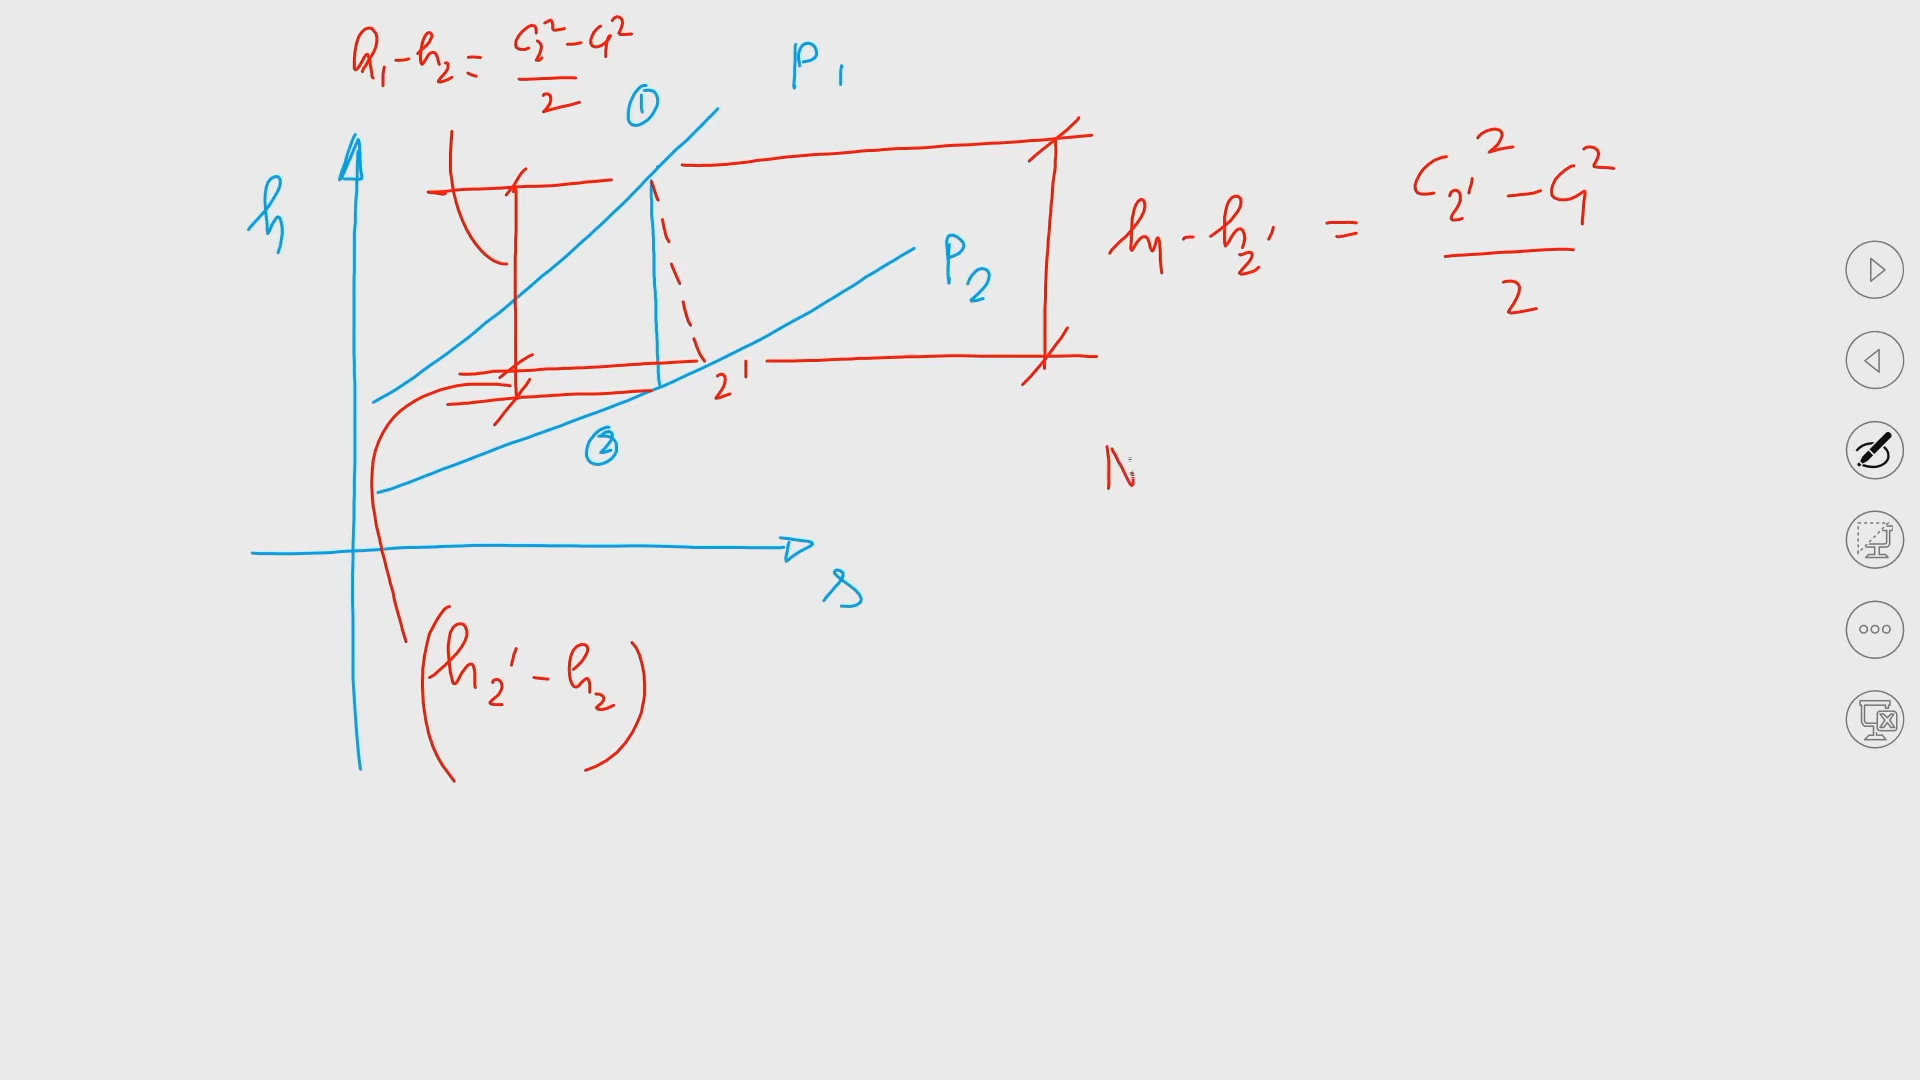 h₁-h₂ = (C₂²-C₁²)/2
①
P₁
h
h₁-h₂' = (C₂'²-C₁²)/2
P₂
2'
②
N
s
(h₂'-h₂)